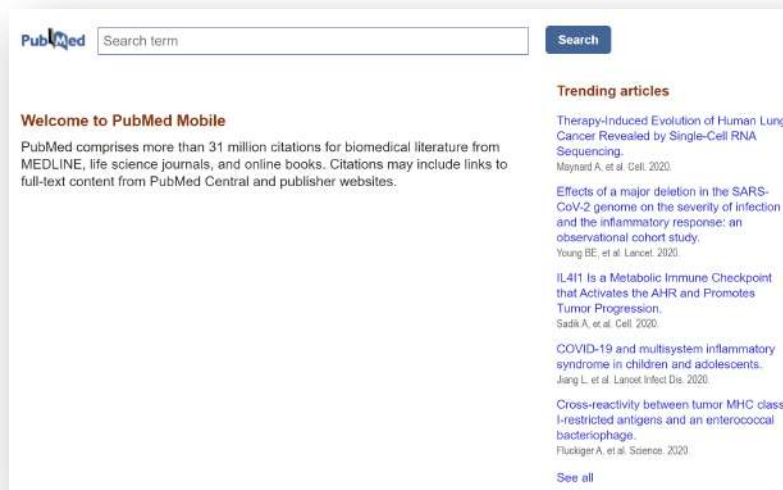 PubMed
Search term
Search
Welcome to PubMed Mobile
PubMed comprises more than 31 million citations for biomedical literature from
MEDLINE, life science journals, and online books. Citations may include links to
full-text content from PubMed Central and publisher websites.
Trending articles
Therapy-Induced Evolution of Human Lung
Cancer Revealed by Single-Cell RNA
Sequencing.
Maynard A, et al. Cell. 2020.
Effects of a major deletion in the SARS-
CoV-2 genome on the severity of infection
and the inflammatory response: an
observational cohort study.
Young BE, et al. Lancet. 2020.
IL4I1 Is a Metabolic Immune Checkpoint
that Activates the AHR and Promotes
Tumor Progression.
Sadik A, et al. Cell. 2020.
COVID-19 and multisystem inflammatory
syndrome in children and adolescents.
Jiang L, et al. Lancet Infect Dis. 2020.
Cross-reactivity between tumor MHC class
I-restricted antigens and an enterococcal
bacteriophage.
Fluckiger A, et al. Science. 2020.
See all